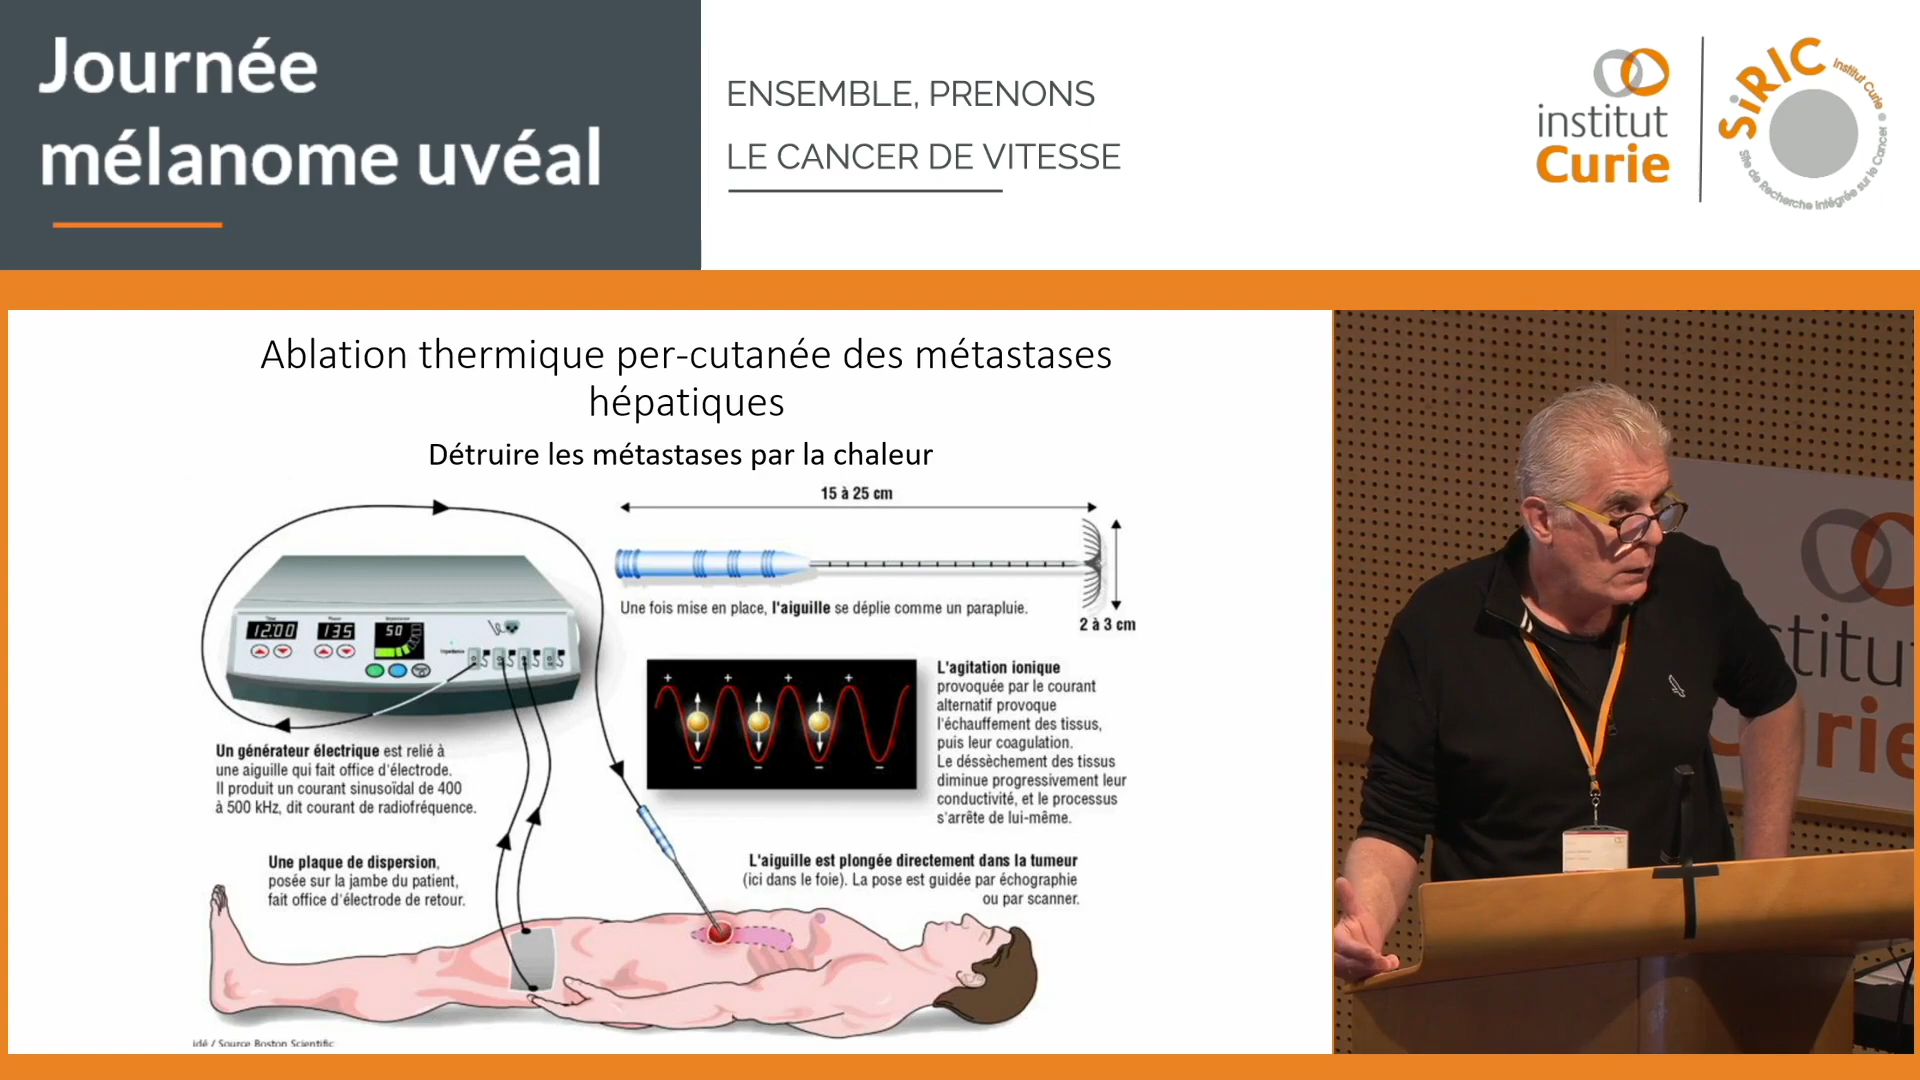 Journée
mélanome uvéal
ENSEMBLE, PRENONS
LE CANCER DE VITESSE
institut
Curie
SiRIC
Institut Curie
Site de Recherche Intégrée sur le Cancer
Ablation thermique per-cutanée des métastases
hépatiques
Détruire les métastases par la chaleur
15 à 25 cm
Une fois mise en place, l'aiguille se déplie comme un parapluie.
2 à 3 cm
12:00
135
50
L'agitation ionique
provoquée par le courant
alternatif provoque
l'échauffement des tissus,
puis leur coagulation.
Le déssèchement des tissus
diminue progressivement leur
conductivité, et le processus
s'arrête de lui-même.
+ + + +
– – – –
Un générateur électrique est relié à
une aiguille qui fait office d'électrode.
Il produit un courant sinusoïdal de 400
à 500 kHz, dit courant de radiofréquence.
Une plaque de dispersion,
posée sur la jambe du patient,
fait office d'électrode de retour.
L'aiguille est plongée directement dans la tumeur
(ici dans le foie). La pose est guidée par échographie
ou par scanner.
idé / Source Boston Scientific
stitu
rie